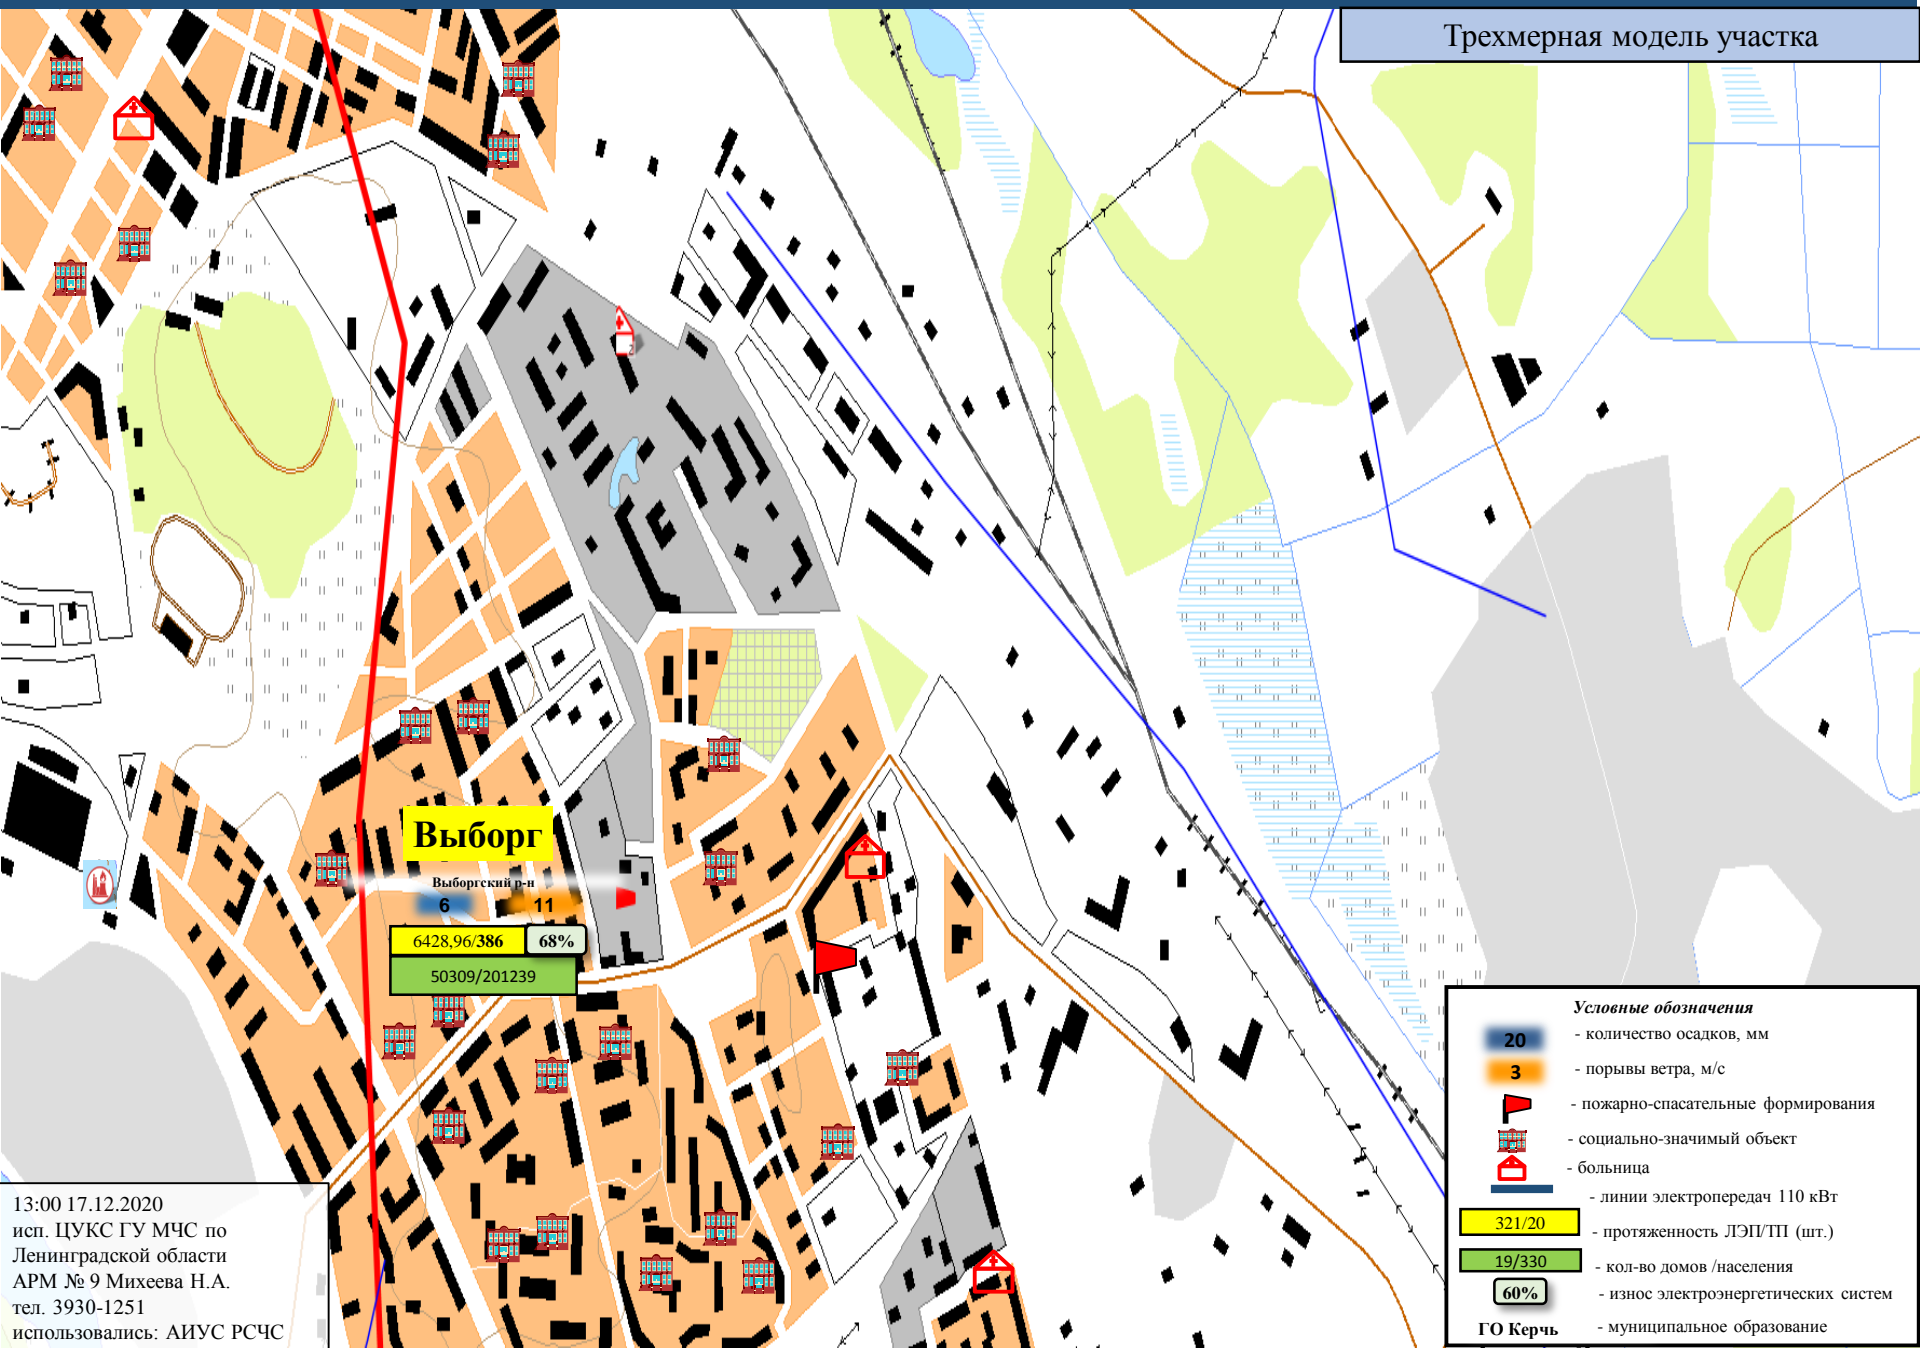 Трехмерная модель участка
Выборг
Выборгский р-н
6
11
6428,96/386
68%
50309/201239
13:00 17.12.2020
исп. ЦУКС ГУ МЧС по
Ленинградской области
АРМ № 9 Михеева Н.А.
тел. 3930-1251
использовались: АИУС РСЧС
Условные обозначения
20 - количество осадков, мм
3 - порывы ветра, м/с
- пожарно-спасательные формирования
- социально-значимый объект
- больница
- линии электропередач 110 кВт
321/20 - протяженность ЛЭП/ТП (шт.)
19/330 - кол-во домов /населения
60% - износ электроэнергетических систем
ГО Керчь - муниципальное образование